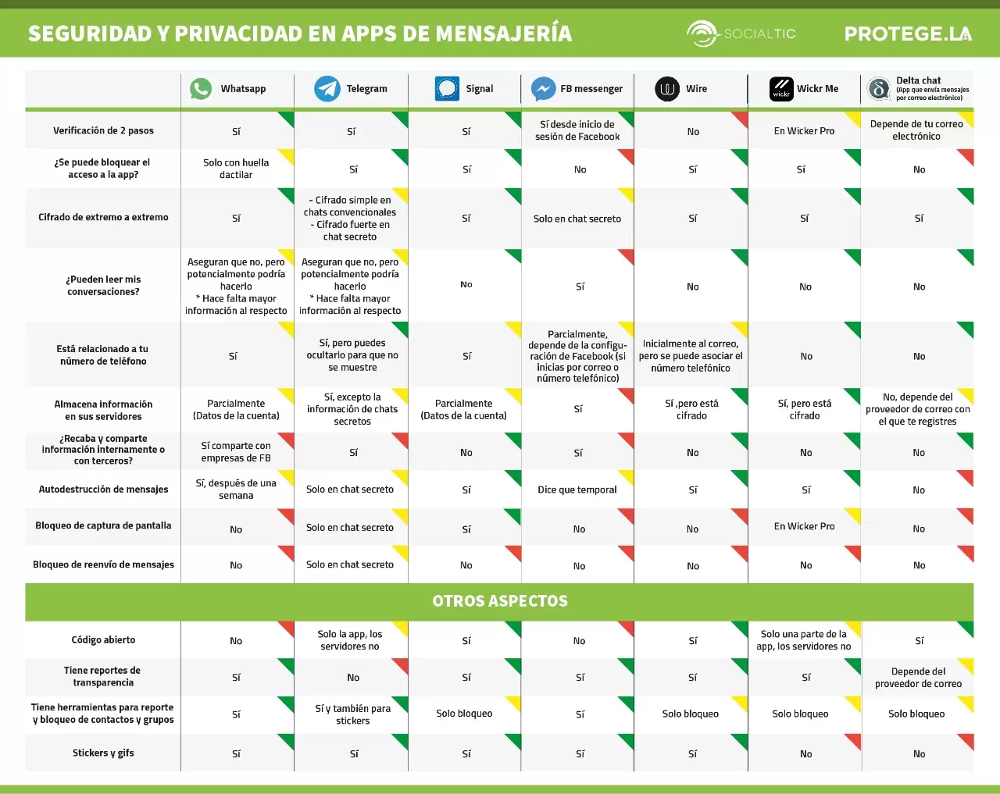 SEGURIDAD Y PRIVACIDAD EN APPS DE MENSAJERÍA
SOCIALTIC
PROTEGE.LA
Whatsapp
Telegram
Signal
FB messenger
Wire
wickr
Wickr Me
Delta chat
(App que envía mensajes
por correo electrónico)
Verificación de 2 pasos
Sí
Sí
Sí
Sí desde inicio de
sesión de Facebook
No
En Wicker Pro
Depende de tu correo
electrónico
¿Se puede bloquear el
acceso a la app?
Solo con huella
dactilar
Sí
Sí
No
Sí
Sí
No
Cifrado de extremo a extremo
Sí
- Cifrado simple en
chats convencionales
- Cifrado fuerte en
chat secreto
Sí
Solo en chat secreto
Sí
Sí
Sí
¿Pueden leer mis
conversaciones?
Aseguran que no, pero
potencialmente podría
hacerlo
* Hace falta mayor
información al respecto
Aseguran que no, pero
potencialmente podría
hacerlo
* Hace falta mayor
información al respecto
No
Sí
No
No
No
Está relacionado a tu
número de teléfono
Sí
Sí, pero puedes
ocultarlo para que no
se muestre
Sí
Parcialmente,
depende de la configu-
ración de Facebook (si
inicias por correo o
número telefónico)
Inicialmente al correo,
pero se puede asociar el
número telefónico
No
No
Almacena información
en sus servidores
Parcialmente
(Datos de la cuenta)
Sí, excepto la
información de chats
secretos
Parcialmente
(Datos de la cuenta)
Sí
Sí ,pero está
cifrado
Sí, pero está
cifrado
No, depende del
proveedor de correo con
el que te registres
¿Recaba y comparte
información internamente o
con terceros?
Sí comparte con
empresas de FB
Sí
No
Sí
No
No
No
Autodestrucción de mensajes
Sí, después de una
semana
Solo en chat secreto
Sí
Dice que temporal
Sí
Sí
No
Bloqueo de captura de pantalla
No
Solo en chat secreto
Sí
No
No
En Wicker Pro
No
Bloqueo de reenvío de mensajes
No
Solo en chat secreto
No
No
No
No
No
OTROS ASPECTOS
Código abierto
No
Solo la app, los
servidores no
Sí
No
Sí
Solo una parte de la
app, los servidores no
Sí
Tiene reportes de
transparencia
Sí
No
Sí
Sí
Sí
Sí
Depende del
proveedor de correo
Tiene herramientas para reporte
y bloqueo de contactos y grupos
Sí
Sí y también para
stickers
Solo bloqueo
Sí
Solo bloqueo
Solo bloqueo
Solo bloqueo
Stickers y gifs
Sí
Sí
Sí
Sí
Sí
No
No